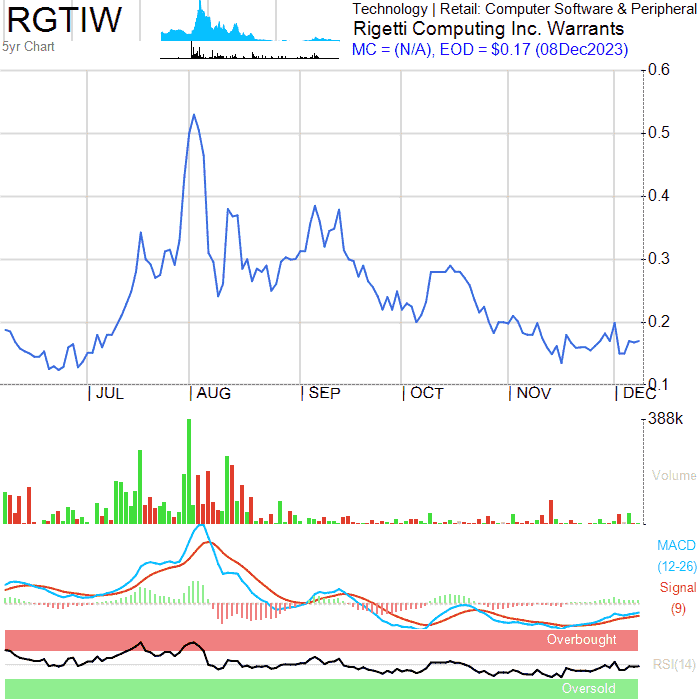 RGTIW
5yr Chart
Technology | Retail: Computer Software & Peripheral
Rigetti Computing Inc. Warrants
MC = (N/A), EOD = $0.17 (08Dec2023)
0.6
0.5
0.4
0.3
0.2
0.1
JUL
AUG
SEP
OCT
NOV
DEC
388k
Volume
MACD
(12-26)
Signal
(9)
Overbought
RSI(14)
Oversold